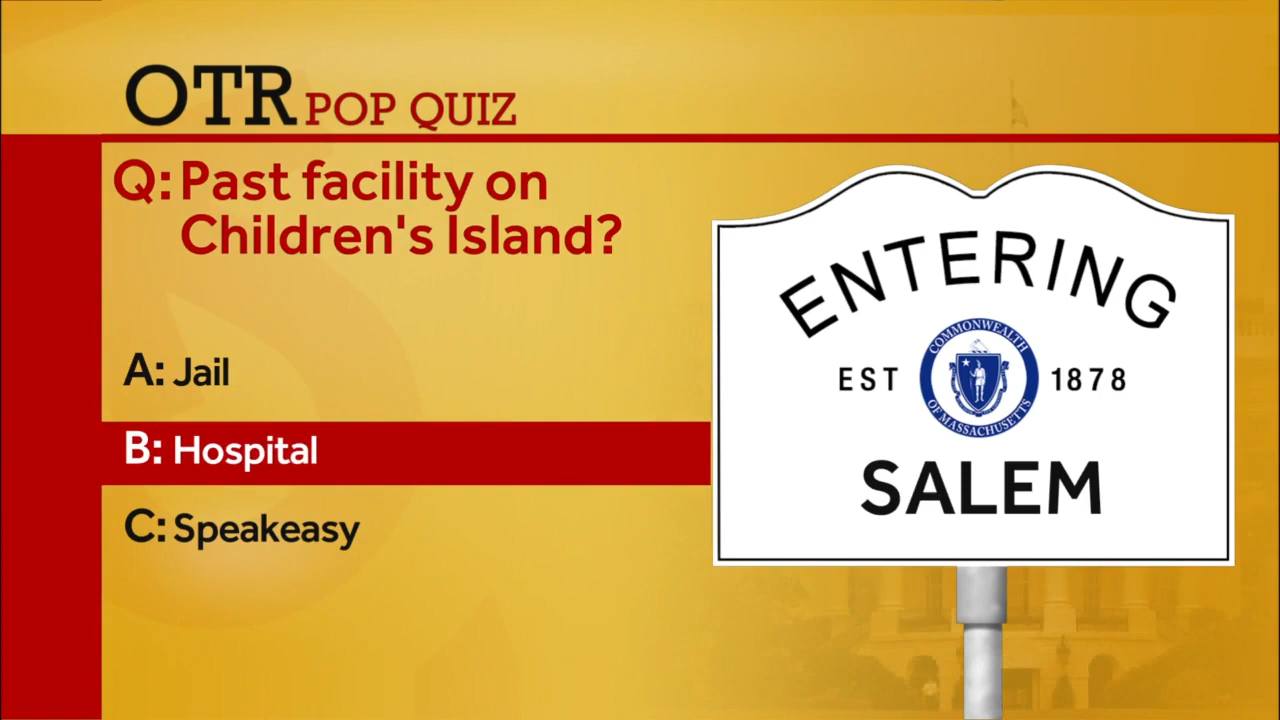 OTR POP QUIZ
Q: Past facility on
Children's Island?
A: Jail
B: Hospital
C: Speakeasy
ENTERING
COMMONWEALTH
OF MASSACHUSETTS
EST 1878
SALEM